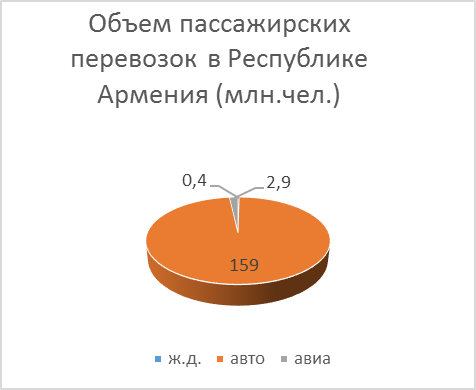 Объем пассажирских
перевозок в Республике
Армения (млн.чел.)
0,4
2,9
159
ж.д.
авто
авиа